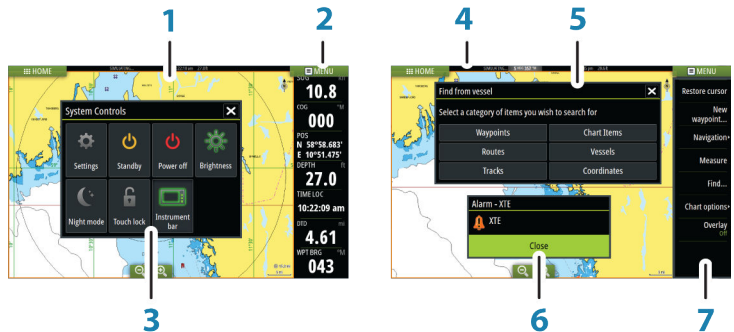 1
2
3
HOME
MENU
SOG
10.8
COG °M
000
POS
N 58°58.683'
E 10°51.475'
DEPTH ft
27.0
TIME LOC
10:22:09 am
DTD
4.61
WPT BRG °M
043
System Controls
Settings
Standby
Power off
Brightness
Night mode
Touch lock
Instrument
bar
4
5
6
7
HOME
MENU
Find from vessel
Select a category of items you wish to search for
Waypoints
Chart Items
Routes
Vessels
Tracks
Coordinates
Alarm - XTE
XTE
Close
Restore cursor
New
waypoint...
Navigation
Measure
Find...
Chart options
Overlay
Off